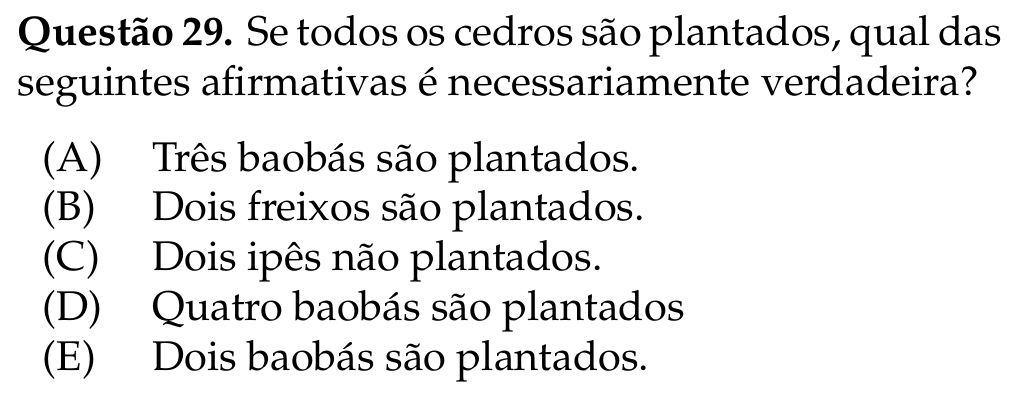 Questão 29. Se todos os cedros são plantados, qual das
seguintes afirmativas é necessariamente verdadeira?
(A) Três baobás são plantados.
(B) Dois freixos são plantados.
(C) Dois ipês não plantados.
(D) Quatro baobás são plantados
(E) Dois baobás são plantados.